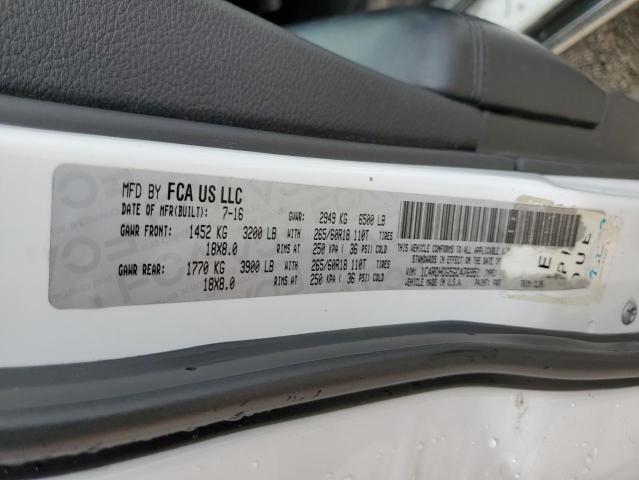 MFD BY FCA US LLC
DATE OF MFR(BUILT): 7-16 GVWR: 2949 KG 6500 LB
GAWR FRONT: 1452 KG 3200 LB WITH 265/60R18 110T TIRES
18X8.0 RIMS AT 250 KPA ( 36 PSI) COLD
GAWR REAR: 1770 KG 3900 LB WITH 265/60R18 110T TIRES
18X8.0 RIMS AT 250 KPA ( 36 PSI) COLD
THIS VEHICLE CONFORMS TO ALL APPLICABLE
STANDARDS IN EFFECT ON THE
VIN:
VEHICLE MADE IN U.S.A. PAINT: TRIM: